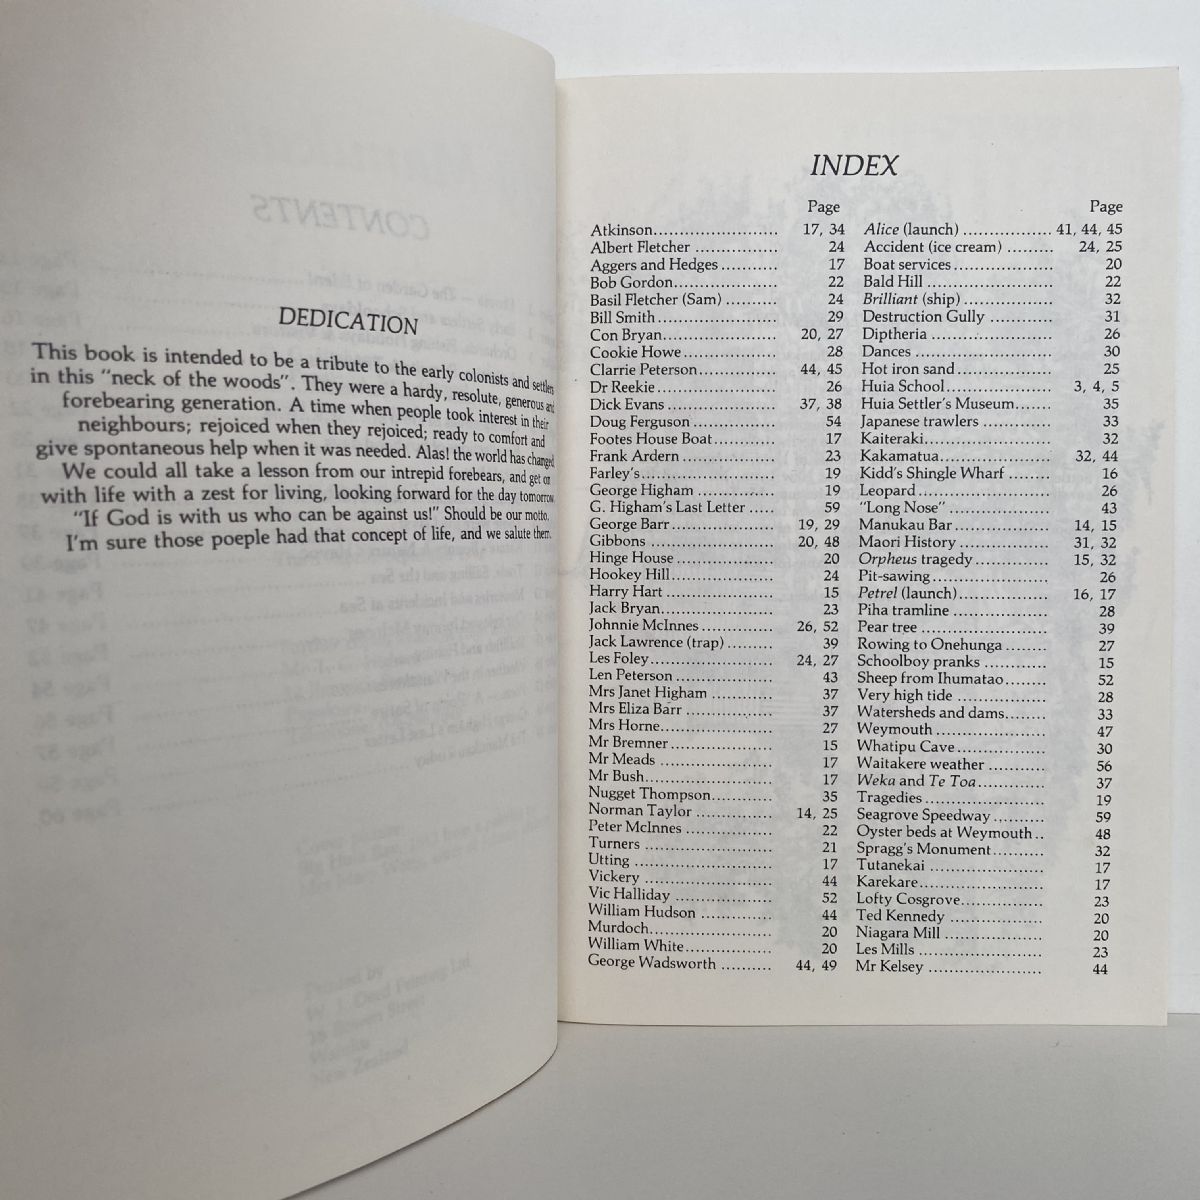 DEDICATION
This book is intended to be a tribute to the early colonists and settlers
in this "neck of the woods". They were a hardy, resolute, generous and
forebearing generation. A time when people took interest in their
neighbours; rejoiced when they rejoiced; ready to comfort and
give spontaneous help when it was needed. Alas! the world has changed
We could all take a lesson from our intrepid forebears, and get on
with life with a zest for living, looking forward for the day tomorrow
"If God is with us who can be against us!" Should be our motto.
I'm sure those poeple had that concept of life, and we salute them.
INDEX
Page
Atkinson........................ 17, 34
Albert Fletcher ................ 24
Aggers and Hedges ........... 17
Bob Gordon.................... 22
Basil Fletcher (Sam) .......... 24
Bill Smith....................... 29
Con Bryan...................... 20, 27
Cookie Howe.................. 28
Clarrie Peterson............... 44, 45
Dr Reekie....................... 26
Dick Evans ..................... 37, 38
Doug Ferguson ................ 54
Footes House Boat............ 17
Frank Ardern .................. 23
Farley's.......................... 19
George Higham ............... 19
G. Higham's Last Letter ..... 59
George Barr .................... 19, 29
Gibbons ......................... 20, 48
Hinge House ................... 20
Hookey Hill.................... 24
Harry Hart ..................... 15
Jack Bryan...................... 23
Johnnie McInnes .............. 26, 52
Jack Lawrence (trap) ......... 39
Les Foley........................ 24, 27
Len Peterson ................... 43
Mrs Janet Higham ............ 37
Mrs Eliza Barr ................. 37
Mrs Horne...................... 27
Mr Bremner .................... 15
Mr Meads ...................... 17
Mr Bush......................... 17
Nugget Thompson............ 35
Norman Taylor ............... 14, 25
Peter McInnes ................. 22
Turners ......................... 21
Utting ........................... 17
Vickery ......................... 44
Vic Halliday ................... 52
William Hudson .............. 44
Murdoch........................ 20
William White................. 20
George Wadsworth .......... 44, 49
Page
Alice (launch) ................. 41, 44, 45
Accident (ice cream) ......... 24, 25
Boat services................... 20
Bald Hill ........................ 22
Brilliant (ship) ................. 32
Destruction Gully ............ 31
Diptheria ....................... 26
Dances .......................... 30
Hot iron sand .................. 25
Huia School.................... 3, 4, 5
Huia Settler's Museum....... 35
Japanese trawlers ............. 33
Kaiteraki........................ 32
Kakamatua..................... 32, 44
Kidd's Shingle Wharf ........ 16
Leopard ......................... 26
"Long Nose" ................... 43
Manukau Bar .................. 14, 15
Maori History ................. 31, 32
Orpheus tragedy............... 15, 32
Pit-sawing...................... 26
Petrel (launch) ................. 16, 17
Piha tramline .................. 28
Pear tree ........................ 39
Rowing to Onehunga ........ 27
Schoolboy pranks ............ 15
Sheep from Ihumatao........ 52
Very high tide ................. 28
Watersheds and dams........ 33
Weymouth ..................... 47
Whatipu Cave................. 30
Waitakere weather ........... 56
Weka and Te Toa............. 37
Tragedies ....................... 19
Seagrove Speedway .......... 59
Oyster beds at Weymouth .. 48
Spragg's Monument.......... 32
Tutanekai ...................... 17
Karekare........................ 17
Lofty Cosgrove................ 23
Ted Kennedy .................. 20
Niagara Mill ................... 20
Les Mills ........................ 23
Mr Kelsey ...................... 44